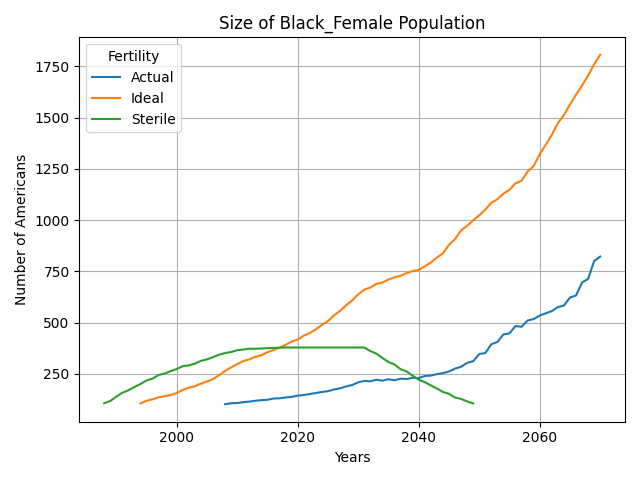 Size of Black_Female Population
Fertility
Actual
Ideal
Sterile
Number of Americans
1750
1500
1250
1000
750
500
250
2000
2020
2040
2060
Years